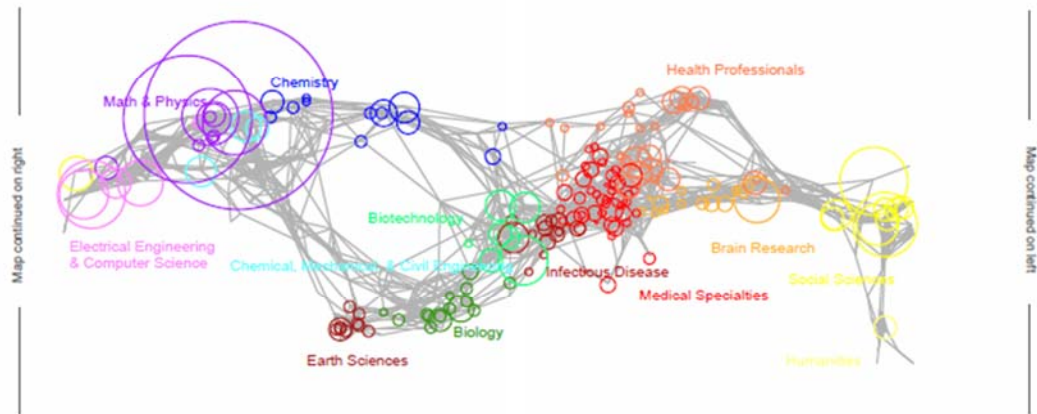 Map continued on right
Math & Physics
Chemistry
Health Professionals
Electrical Engineering
& Computer Science
Biotechnology
Chemical, Mechanical, & Civil Engineering
Infectious Disease
Brain Research
Medical Specialties
Social Sciences
Biology
Earth Sciences
Humanities
Map continued on left